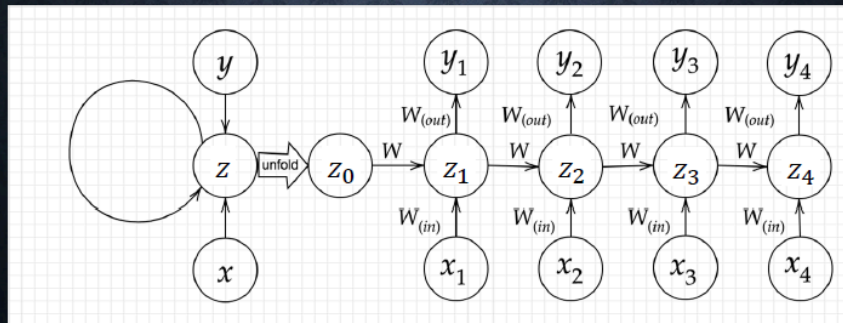 y y₁ y₂ y₃ y₄
W(out) W(out) W(out) W(out)
W W W W
z unfold z₀ z₁ z₂ z₃ z₄
W(in) W(in) W(in) W(in)
x x₁ x₂ x₃ x₄